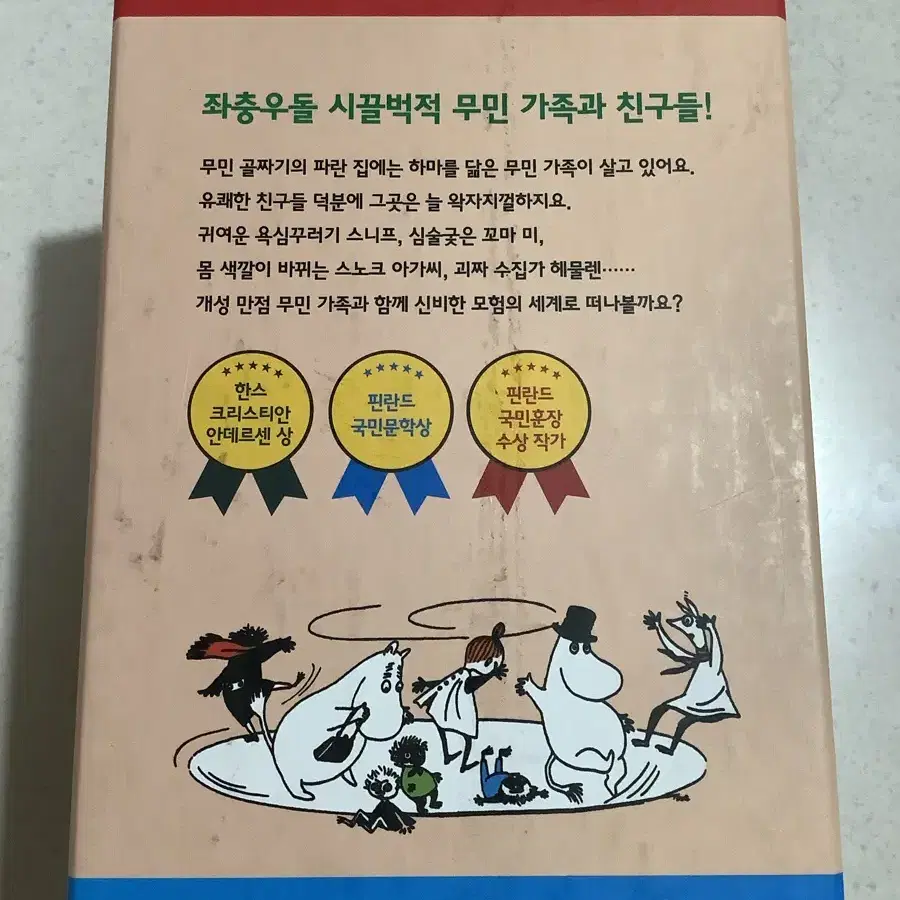 좌충우돌 시끌벅적 무민 가족과 친구들!
무민 골짜기의 파란 집에는 하마를 닮은 무민 가족이 살고 있어요.
유쾌한 친구들 덕분에 그곳은 늘 왁자지껄하지요.
귀여운 욕심꾸러기 스니프, 심술궂은 꼬마 미,
몸 색깔이 바뀌는 스노크 아가씨, 괴짜 수집가 헤물렌……
개성 만점 무민 가족과 함께 신비한 모험의 세계로 떠나볼까요?
한스
크리스티안
안데르센 상
핀란드
국민문학상
핀란드
국민훈장
수상 작가